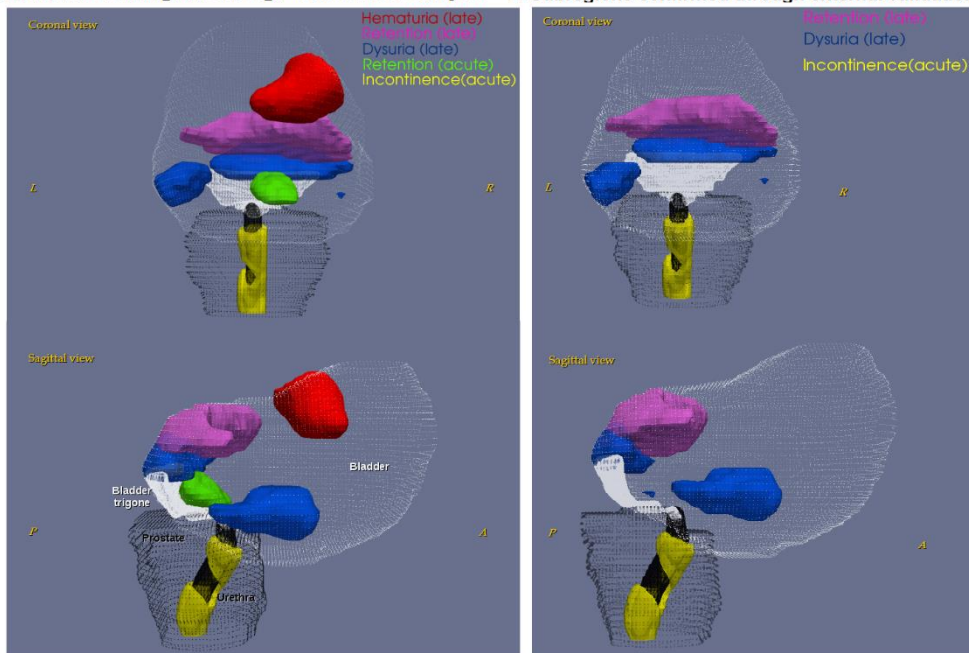 Coronal view
Hematuria (late)
Retention (late)
Dysuria (late)
Retention (acute)
Incontinence(acute)
L
R
Coronal view
Retention (late)
Dysuria (late)
Incontinence(acute)
L
R
Sagittal view
Bladder
Bladder
trigone
P
A
Prostate
Urethra
Sagittal view
P
A